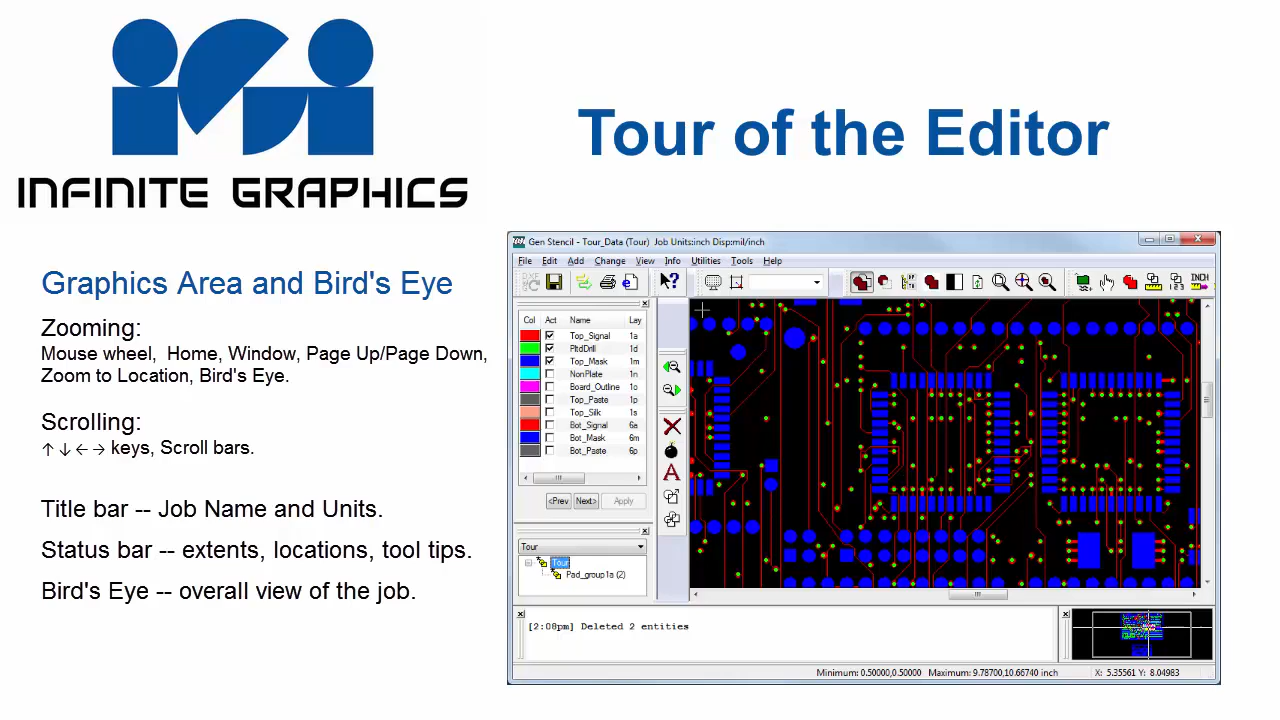 INFINITE GRAPHICS
Tour of the Editor
Graphics Area and Bird's Eye
Zooming:
Mouse wheel, Home, Window, Page Up/Page Down,
Zoom to Location, Bird's Eye.
Scrolling:
↑ ↓ ← → keys, Scroll bars.
Title bar -- Job Name and Units.
Status bar -- extents, locations, tool tips.
Bird's Eye -- overall view of the job.
Gen Stencil - Tour_Data (Tour) Job Units:inch Disp:mil/inch
File Edit Add Change View Info Utilities Tools Help
INCH
Col Act Name Lay
Top_Signal 1a
PltdDrill 1d
Top_Mask 1m
NonPlate 1n
Board_Outline 1o
Top_Paste 1p
Top_Silk 1s
Bot_Signal 6a
Bot_Mask 6m
Bot_Paste 6p
<Prev Next> Apply
Tour
Tour
Pad_group1a (2)
[2:08pm] Deleted 2 entities
Minimum: 0.50000,0.50000 Maximum: 9.78700,10.66740 inch X: 5.35561 Y: 8.04983